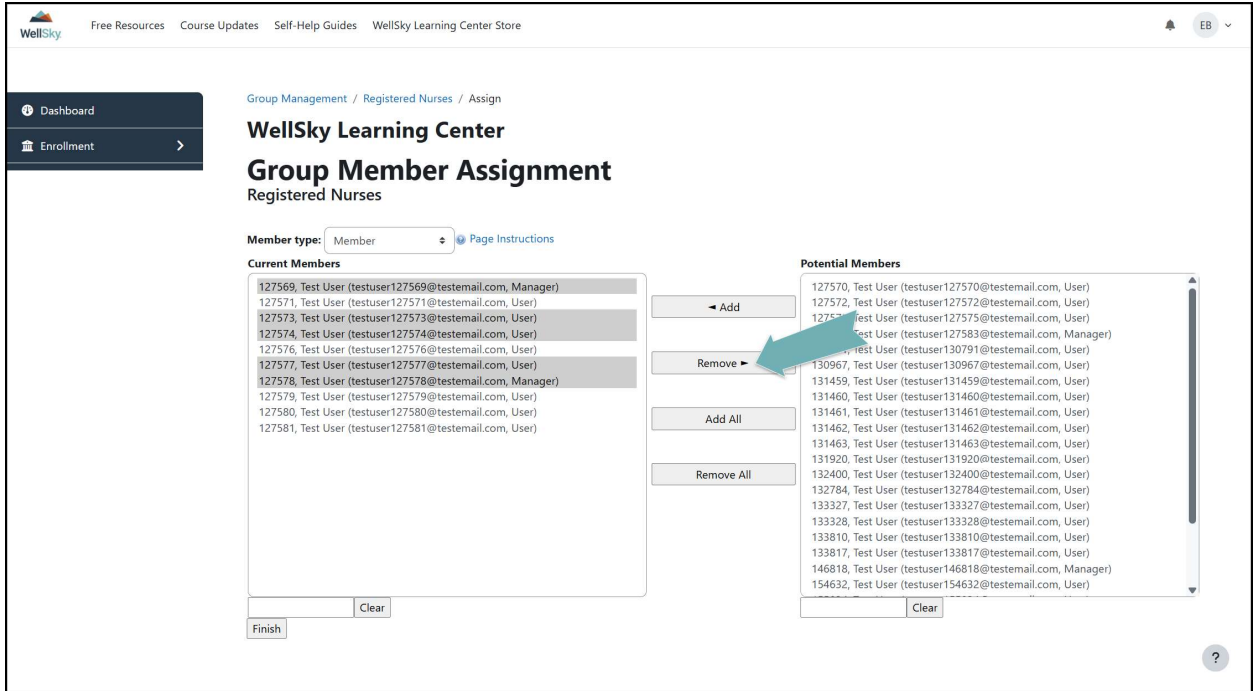 WellSky
Free Resources Course Updates Self-Help Guides WellSky Learning Center Store
EB
Dashboard
Enrollment
Group Management / Registered Nurses / Assign
WellSky Learning Center
Group Member Assignment
Registered Nurses
Member type: Member Page Instructions
Current Members
127569, Test User (testuser127569@testemail.com, Manager)
127571, Test User (testuser127571@testemail.com, User)
127573, Test User (testuser127573@testemail.com, User)
127574, Test User (testuser127574@testemail.com, User)
127576, Test User (testuser127576@testemail.com, User)
127577, Test User (testuser127577@testemail.com, User)
127578, Test User (testuser127578@testemail.com, Manager)
127579, Test User (testuser127579@testemail.com, User)
127580, Test User (testuser127580@testemail.com, User)
127581, Test User (testuser127581@testemail.com, User)
Clear
Finish
◄ Add
Remove ►
Add All
Remove All
Potential Members
127570, Test User (testuser127570@testemail.com, User)
127572, Test User (testuser127572@testemail.com, User)
Test User (testuser127575@testemail.com, User)
Test User (testuser127583@testemail.com, Manager)
Test User (testuser130791@testemail.com, User)
130967, Test User (testuser130967@testemail.com, User)
131459, Test User (testuser131459@testemail.com, User)
131460, Test User (testuser131460@testemail.com, User)
131461, Test User (testuser131461@testemail.com, User)
131462, Test User (testuser131462@testemail.com, User)
131463, Test User (testuser131463@testemail.com, User)
131920, Test User (testuser131920@testemail.com, User)
132400, Test User (testuser132400@testemail.com, User)
132784, Test User (testuser132784@testemail.com, User)
133327, Test User (testuser133327@testemail.com, User)
133328, Test User (testuser133328@testemail.com, User)
133810, Test User (testuser133810@testemail.com, User)
133817, Test User (testuser133817@testemail.com, User)
146818, Test User (testuser146818@testemail.com, Manager)
154632, Test User (testuser154632@testemail.com, User)
Clear
?